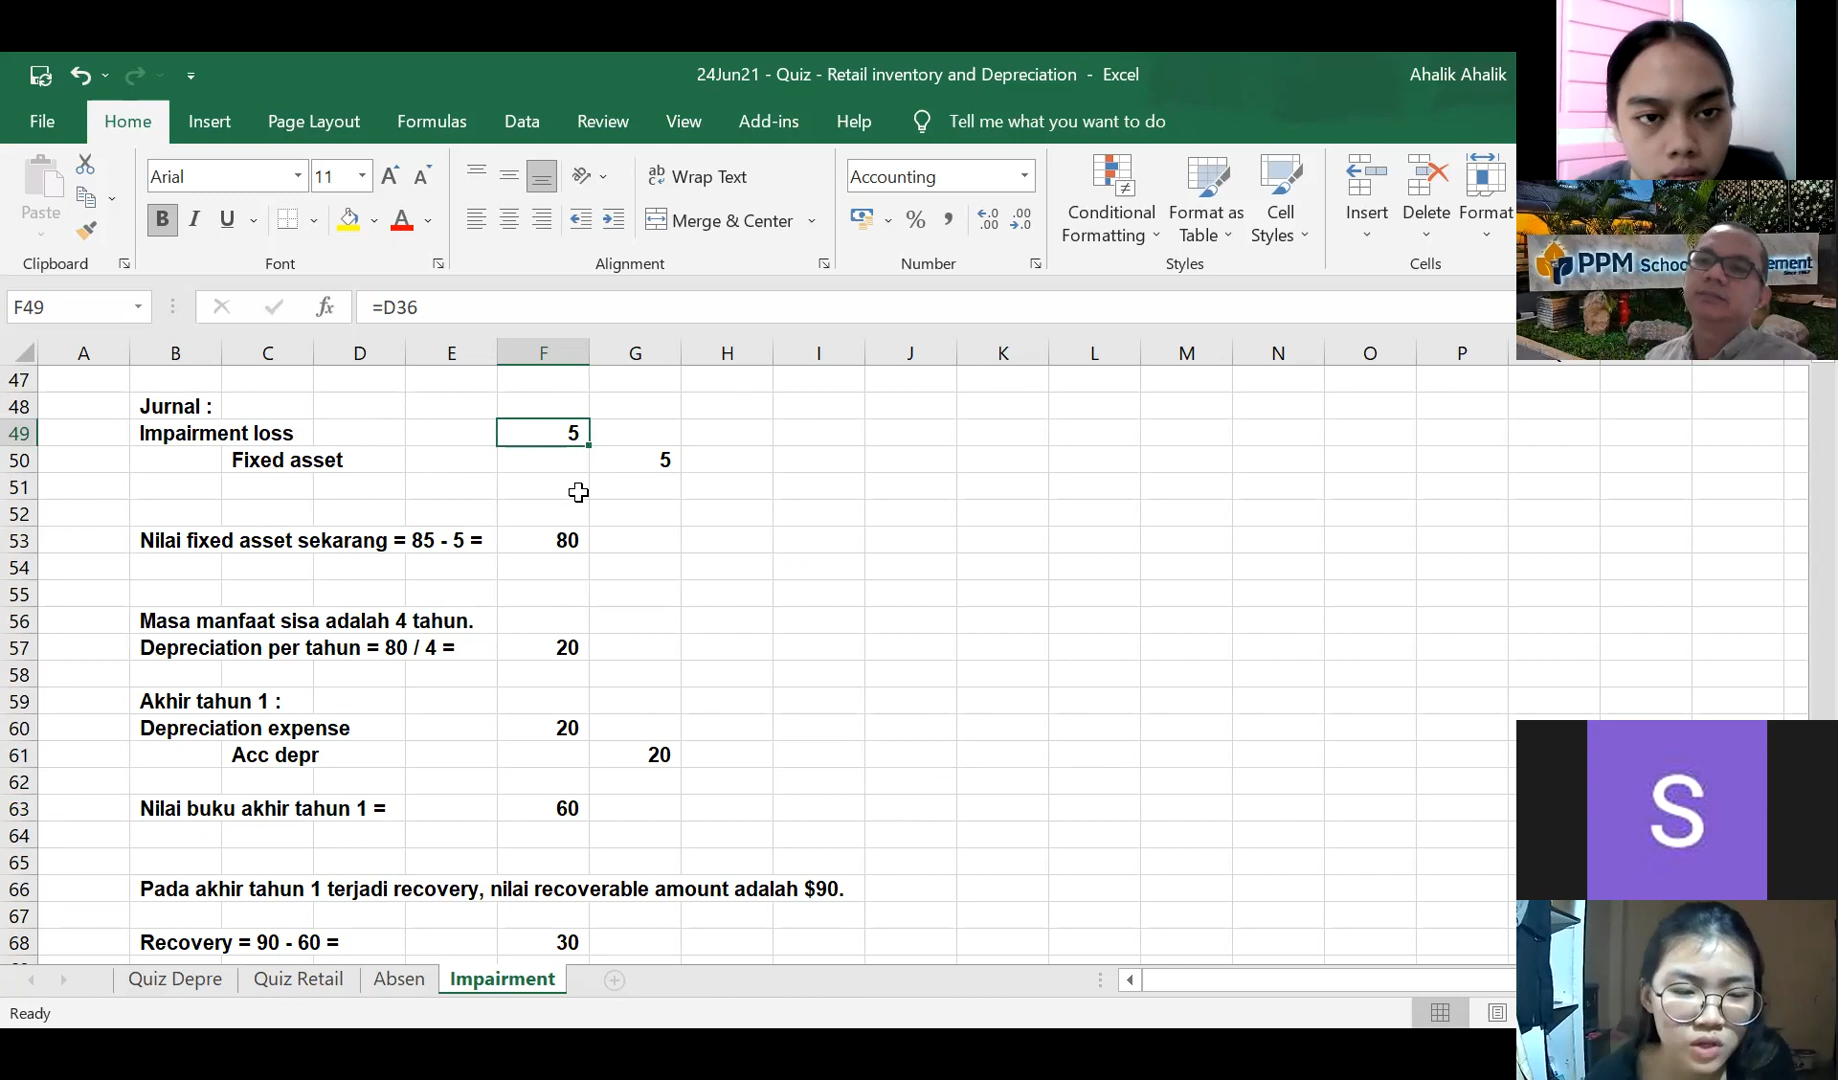 24Jun21 - Quiz - Retail inventory and Depreciation - Excel
Ahalik Ahalik
File Home Insert Page Layout Formulas Data Review View Add-ins Help Tell me what you want to do
Paste
Clipboard
Arial 11
B I U A
Font
ab Wrap Text
Merge & Center
Alignment
Accounting
% ,
Number
Conditional Formatting
Format as Table
Cell Styles
Styles
Insert Delete Format
Cells
F49 fx =D36
A B C D E F G H I J K L M N O P
47
48 Jurnal :
49 Impairment loss 5
50 Fixed asset 5
51
52
53 Nilai fixed asset sekarang = 85 - 5 = 80
54
55
56 Masa manfaat sisa adalah 4 tahun.
57 Depreciation per tahun = 80 / 4 = 20
58
59 Akhir tahun 1 :
60 Depreciation expense 20
61 Acc depr 20
62
63 Nilai buku akhir tahun 1 = 60
64
65
66 Pada akhir tahun 1 terjadi recovery, nilai recoverable amount adalah $90.
67
68 Recovery = 90 - 60 = 30
Quiz Depre Quiz Retail Absen Impairment
Ready
PPM Schoo ement
S